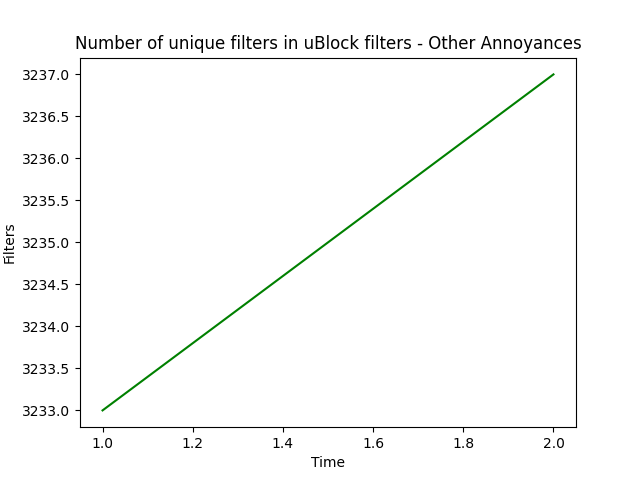 Number of unique filters in uBlock filters - Other Annoyances
3237.0
3236.5
3236.0
3235.5
3235.0
3234.5
3234.0
3233.5
3233.0
Filters
1.0 1.2 1.4 1.6 1.8 2.0
Time